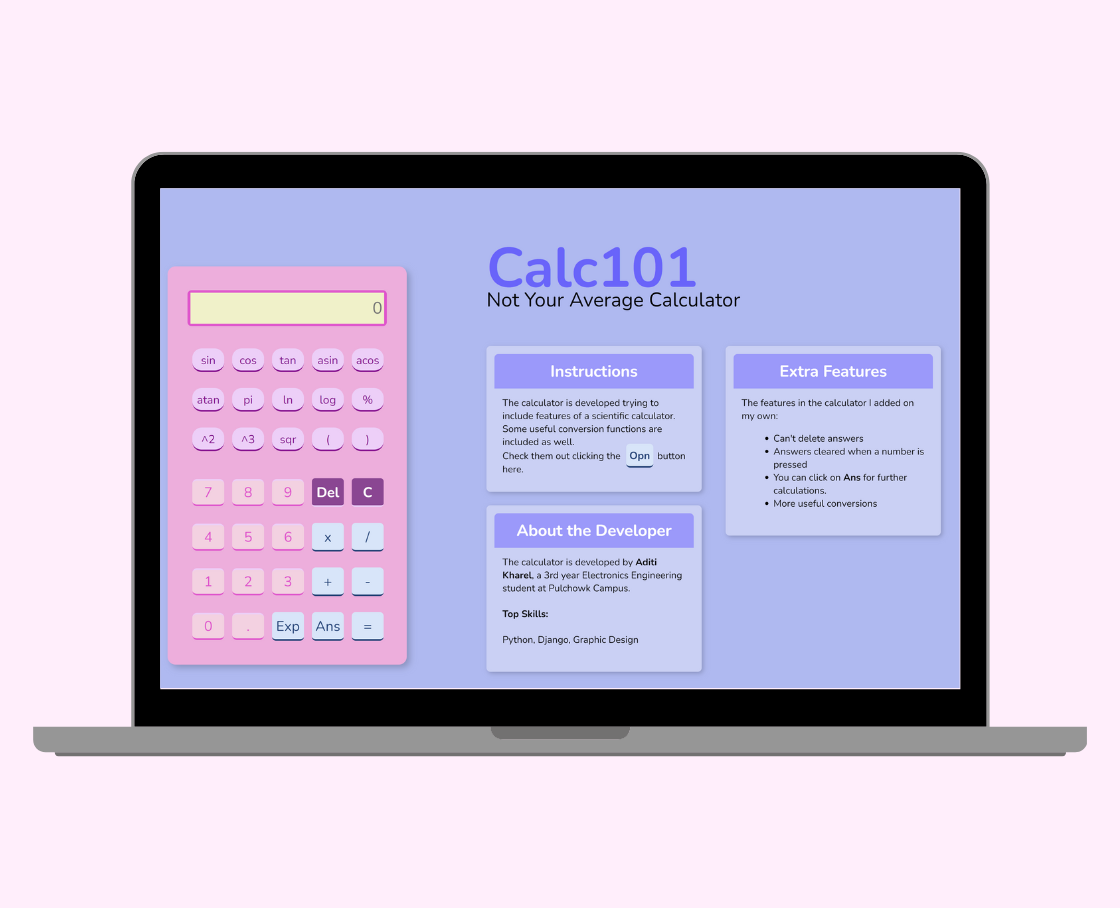 0
sin cos tan asin acos
atan pi ln log %
^2 ^3 sqr ( )
7 8 9 Del C
4 5 6 x /
1 2 3 + -
0 . Exp Ans =
Calc101
Not Your Average Calculator
Instructions
The calculator is developed trying to
include features of a scientific calculator.
Some useful conversion functions are
included as well.
Check them out clicking the Opn button
here.
About the Developer
The calculator is developed by Aditi
Kharel, a 3rd year Electronics Engineering
student at Pulchowk Campus.
Top Skills:
Python, Django, Graphic Design
Extra Features
The features in the calculator I added on
my own:
• Can't delete answers
• Answers cleared when a number is
pressed
• You can click on Ans for further
calculations.
• More useful conversions